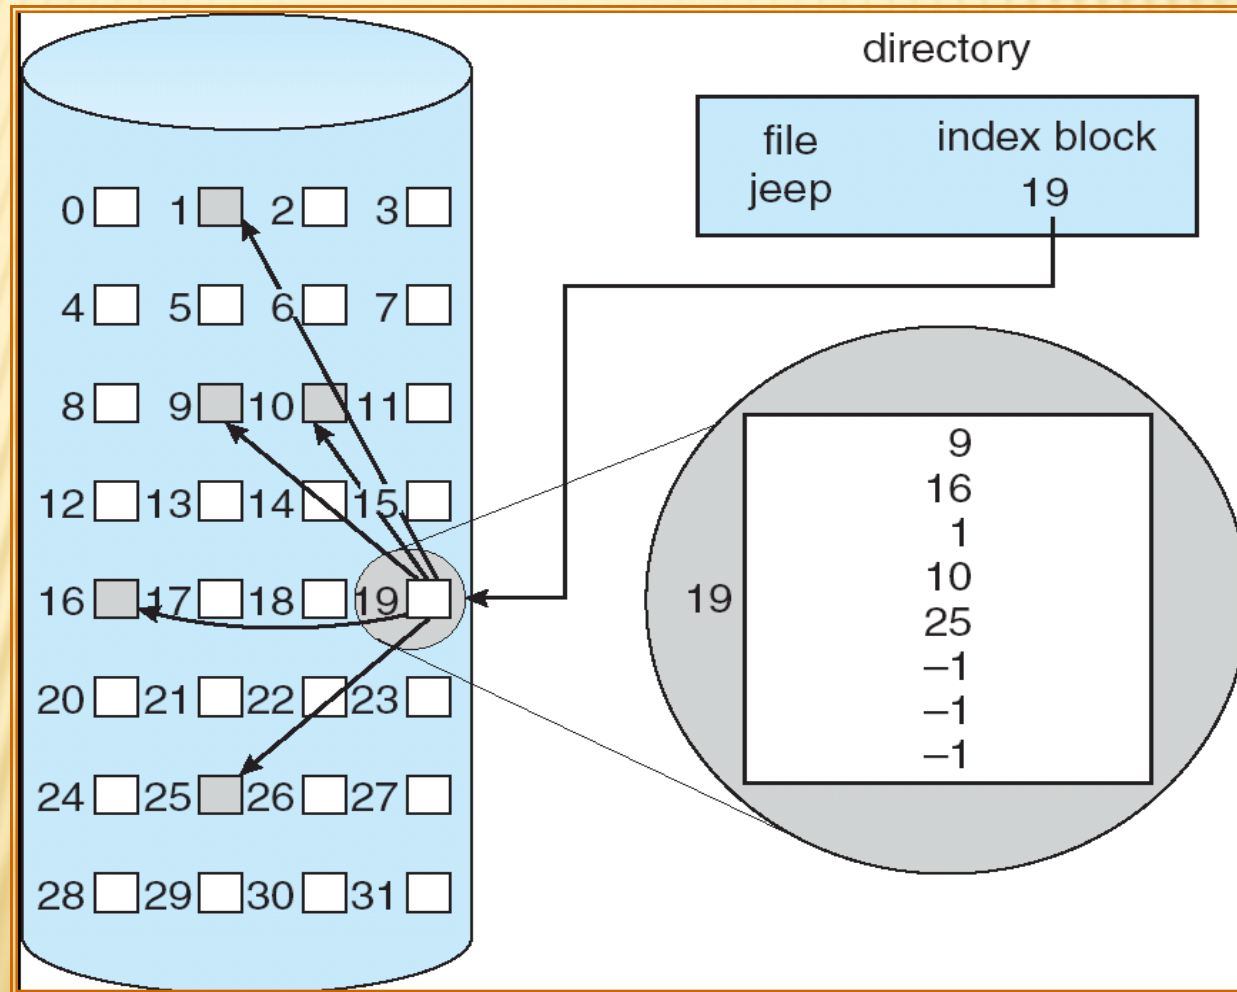 directory
file index block
jeep 19
0 1 2 3
4 5 6 7
8 9 10 11
12 13 14 15
16 17 18 19
20 21 22 23
24 25 26 27
28 29 30 31
19
9
16
1
10
25
–1
–1
–1